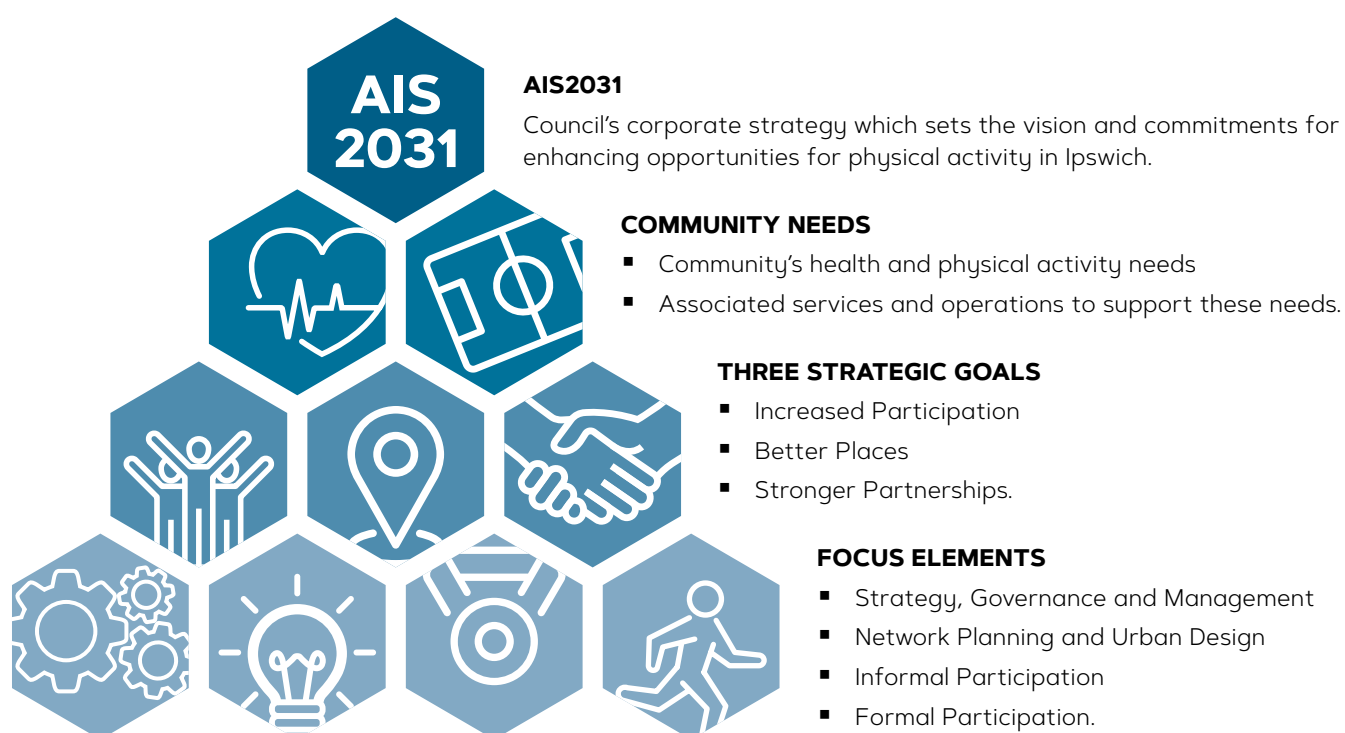 AIS
2031
AIS2031
Council's corporate strategy which sets the vision and commitments for
enhancing opportunities for physical activity in Ipswich.
COMMUNITY NEEDS
▪ Community's health and physical activity needs
▪ Associated services and operations to support these needs.
THREE STRATEGIC GOALS
▪ Increased Participation
▪ Better Places
▪ Stronger Partnerships.
FOCUS ELEMENTS
▪ Strategy, Governance and Management
▪ Network Planning and Urban Design
▪ Informal Participation
▪ Formal Participation.